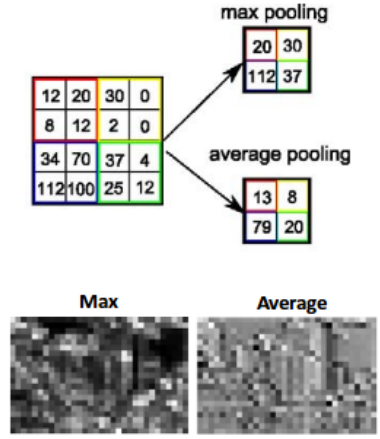 max pooling
20 30
112 37
12 20 30 0
8 12 2 0
34 70 37 4
112 100 25 12
average pooling
13 8
79 20
Max Average